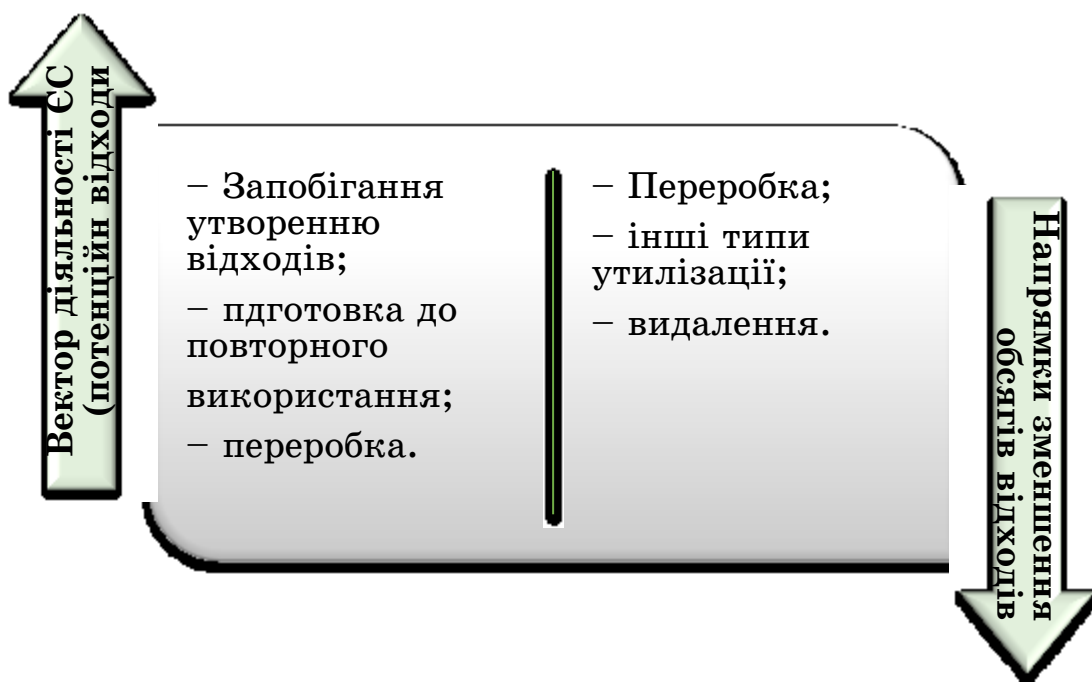 Вектор діяльності ЄС
(потенційн відходи
– Запобігання
утворенню
відходів;
– пдготовка до
повторного
використання;
– переробка.
– Переробка;
– інші типи
утилізації;
– видалення.
Напрямки зменшення
обсягів відходів